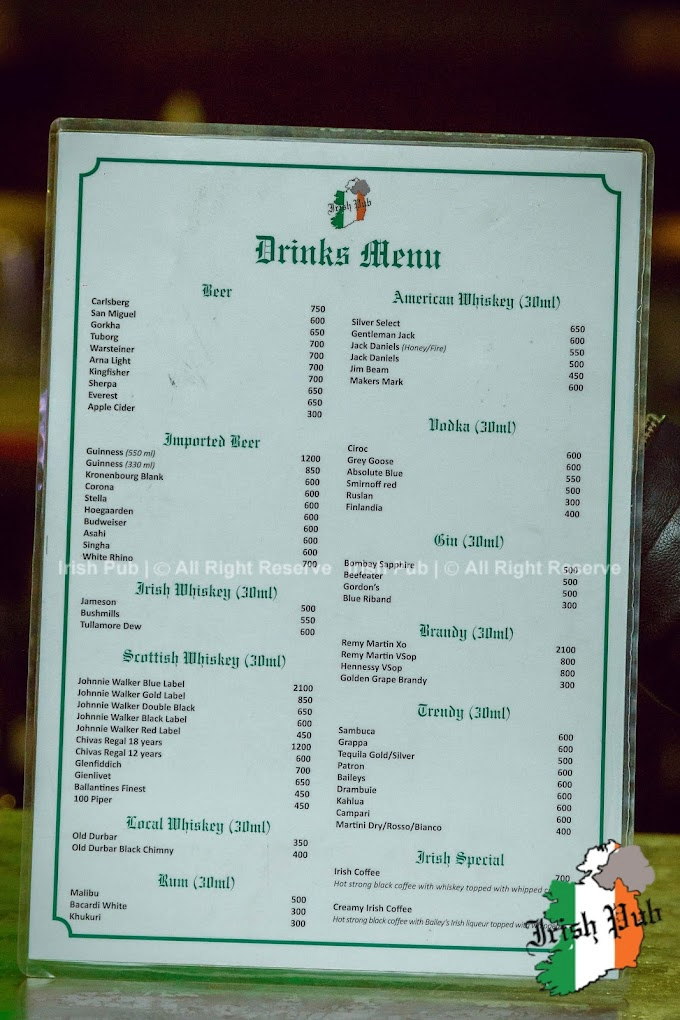 Irish Pub
Drinks Menu
Beer
Carlsberg 750
San Miguel 600
Gorkha 650
Tuborg 700
Warsteiner 700
Arna Light 700
Kingfisher 700
Sherpa 650
Everest 650
Apple Cider 300
Imported Beer
Guinness (550 ml) 1200
Guinness (330 ml) 850
Kronenbourg Blank 600
Corona 600
Stella 600
Hoegaarden 600
Budweiser 600
Asahi 600
Singha 600
White Rhino 700
Irish Whiskey (30ml)
Jameson 500
Bushmills 550
Tullamore Dew 600
Scottish Whiskey (30ml)
Johnnie Walker Blue Label 2100
Johnnie Walker Gold Label 850
Johnnie Walker Double Black 650
Johnnie Walker Black Label 600
Johnnie Walker Red Label 450
Chivas Regal 18 years 1200
Chivas Regal 12 years 600
Glenfiddich 700
Glenlivet 650
Ballantines Finest 450
100 Piper 450
Local Whiskey (30ml)
Old Durbar 350
Old Durbar Black Chimny 400
Rum (30ml)
Malibu 500
Bacardi White 300
Khukuri 300
American Whiskey (30ml)
Silver Select 650
Gentleman Jack 600
Jack Daniels (Honey/Fire) 550
Jack Daniels 500
Jim Beam 450
Makers Mark 600
Vodka (30ml)
Ciroc 600
Grey Goose 600
Absolute Blue 550
Smirnoff red 500
Ruslan 300
Finlandia 400
Gin (30ml)
Bombay Sapphire 500
Beefeater 500
Gordon's 500
Blue Riband 300
Brandy (30ml)
Remy Martin Xo 2100
Remy Martin VSop 800
Hennessy VSop 800
Golden Grape Brandy 300
Trendy (30ml)
Sambuca 600
Grappa 600
Tequila Gold/Silver 500
Patron 600
Baileys 600
Drambuie 600
Kahlua 600
Campari 600
Martini Dry/Rosso/Bianco 400
Irish Special
Irish Coffee 700
Hot strong black coffee with whiskey topped with whipped
Creamy Irish Coffee
Hot strong black coffee with Bailey's Irish liqueur topped
Irish Pub | © All Right Reserve Irish Pub | © All Right Reserve
Irish Pub